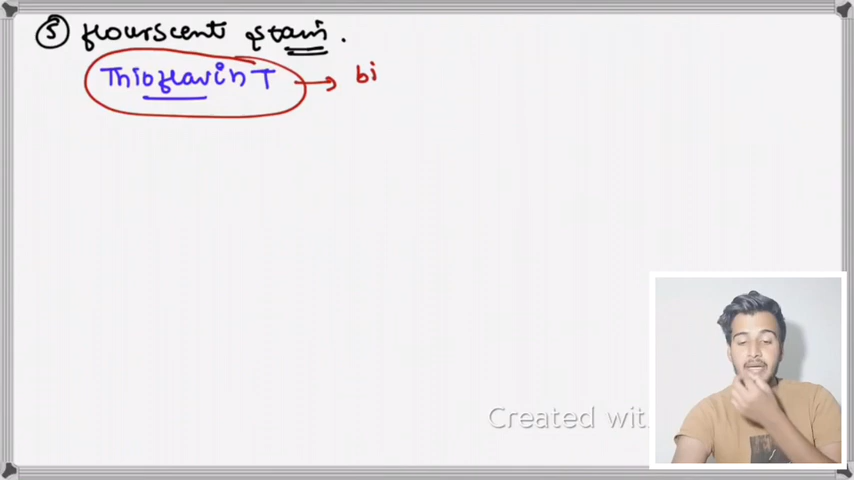 ⑤ flourscent stain.
Thioflavin T → bi
Created wit